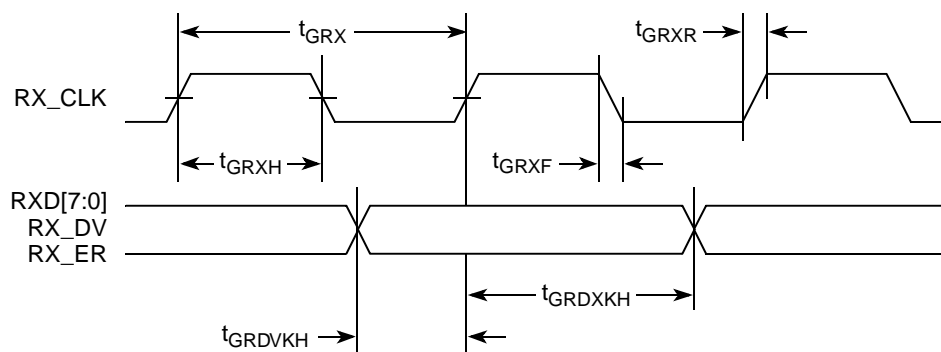 tGRX
tGRXR
RX_CLK
tGRXH
tGRXF
RXD[7:0]
RX_DV
RX_ER
tGRDXKH
tGRDVKH